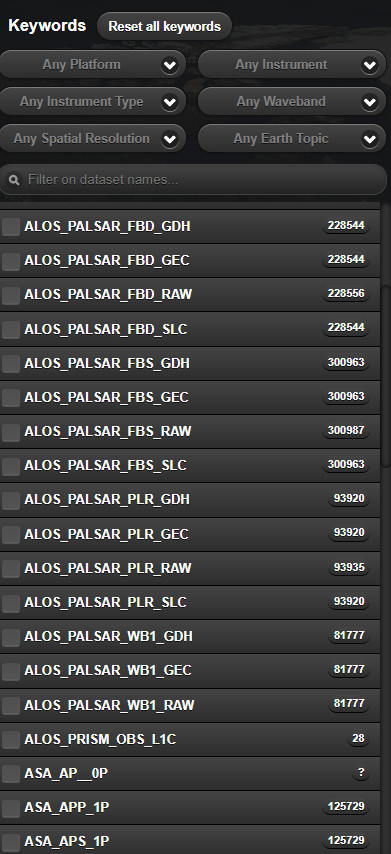 Keywords Reset all keywords
Any Platform Any Instrument
Any Instrument Type Any Waveband
Any Spatial Resolution Any Earth Topic
Filter on dataset names...
ALOS_PALSAR_FBD_GDH 228544
ALOS_PALSAR_FBD_GEC 228544
ALOS_PALSAR_FBD_RAW 228556
ALOS_PALSAR_FBD_SLC 228544
ALOS_PALSAR_FBS_GDH 300963
ALOS_PALSAR_FBS_GEC 300963
ALOS_PALSAR_FBS_RAW 300987
ALOS_PALSAR_FBS_SLC 300963
ALOS_PALSAR_PLR_GDH 93920
ALOS_PALSAR_PLR_GEC 93920
ALOS_PALSAR_PLR_RAW 93935
ALOS_PALSAR_PLR_SLC 93920
ALOS_PALSAR_WB1_GDH 81777
ALOS_PALSAR_WB1_GEC 81777
ALOS_PALSAR_WB1_RAW 81777
ALOS_PRISM_OBS_L1C 28
ASA_AP__0P ?
ASA_APP_1P 125729
ASA_APS_1P 125729